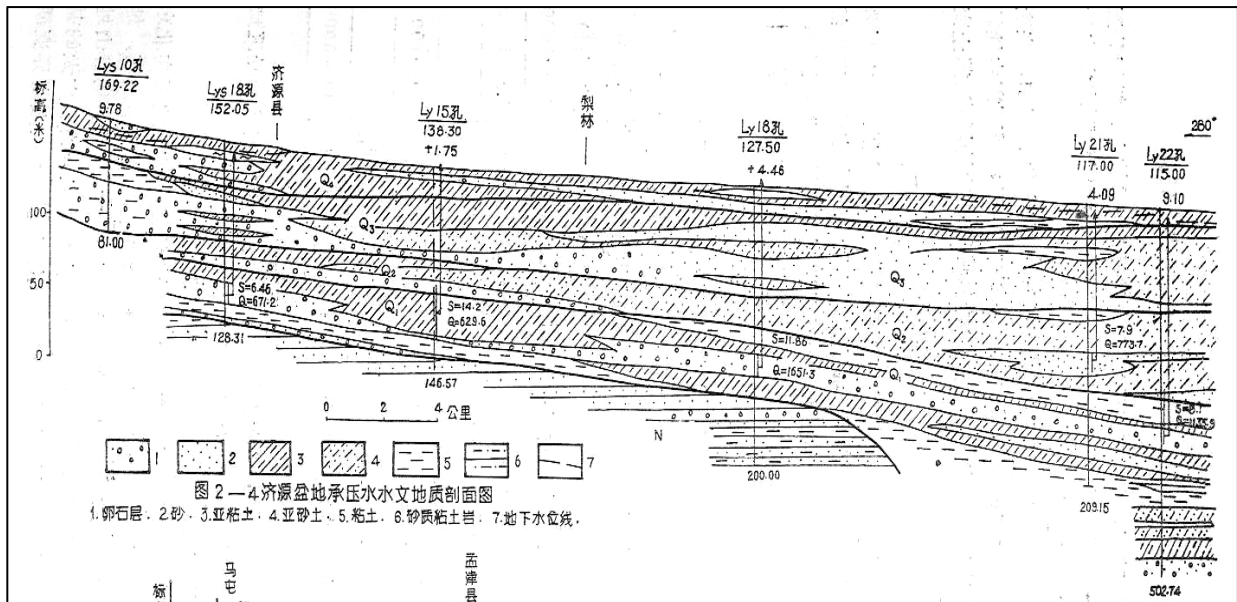 Lys10孔
169.22
9.78
Lys18孔
152.05
济源县
Ly15孔
138.30
+1.75
梨林
Ly18孔
127.50
+4.46
Ly21孔
117.00
4.09
280°
Ly22孔
115.00
9.10
标高(米)
100
50
0
81.00
Q₄
Q₃
Q₂
Q₁
S=6.46
Q=671.2
128.31
S=14.2
Q=629.6
146.57
S=11.86
Q=1651.3
Q₃
Q₂
Q₁
S=7.9
Q=773.7
S=8.7
N
200.00
209.15
502.74
0 2 4 公里
1 2 3 4 5 6 7
图2—4济源盆地承压水水文地质剖面图
1.卵石层.2.砂.3.亚粘土.4.亚砂土.5.粘土.6.砂质粘土岩.7.地下水位线.
马屯
孟津县
标